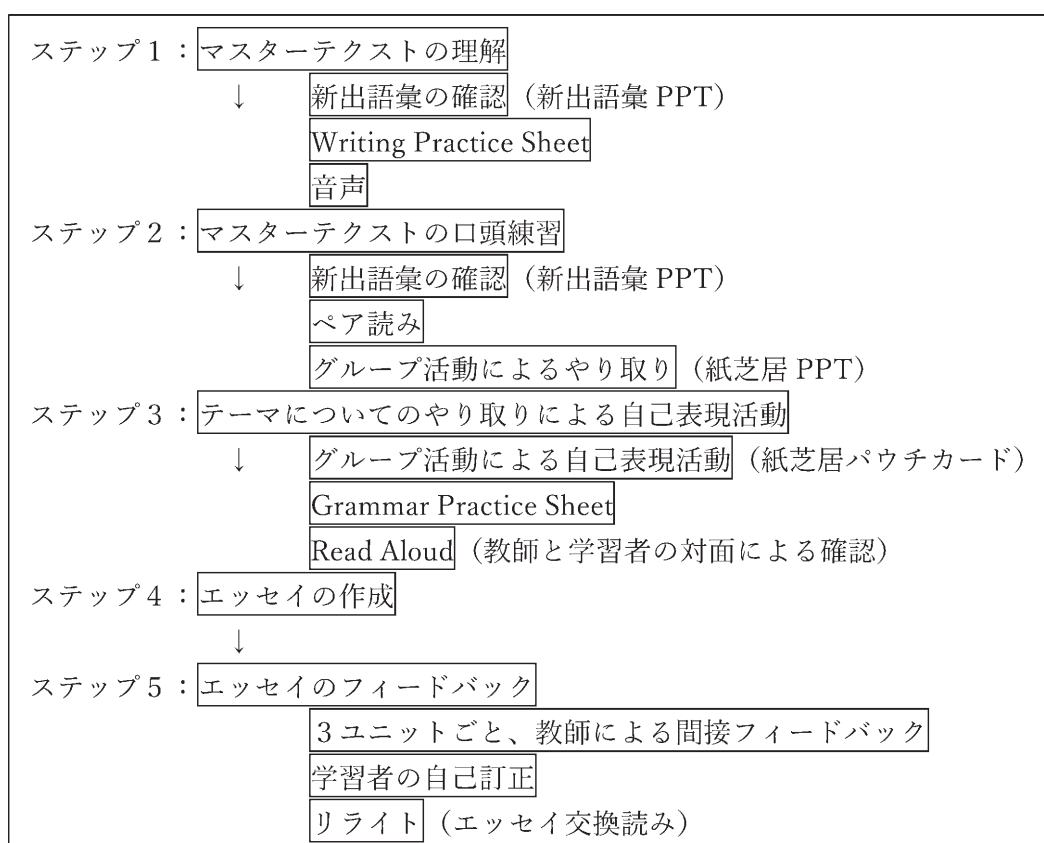 ステップ1：マスターテクストの理解
↓ 新出語彙の確認（新出語彙 PPT）
Writing Practice Sheet
音声
ステップ2：マスターテクストの口頭練習
↓ 新出語彙の確認（新出語彙 PPT）
ペア読み
グループ活動によるやり取り（紙芝居 PPT）
ステップ3：テーマについてのやり取りによる自己表現活動
↓ グループ活動による自己表現活動（紙芝居パウチカード）
Grammar Practice Sheet
Read Aloud（教師と学習者の対面による確認）
ステップ4：エッセイの作成
↓
ステップ5：エッセイのフィードバック
3ユニットごと、教師による間接フィードバック
学習者の自己訂正
リライト（エッセイ交換読み）